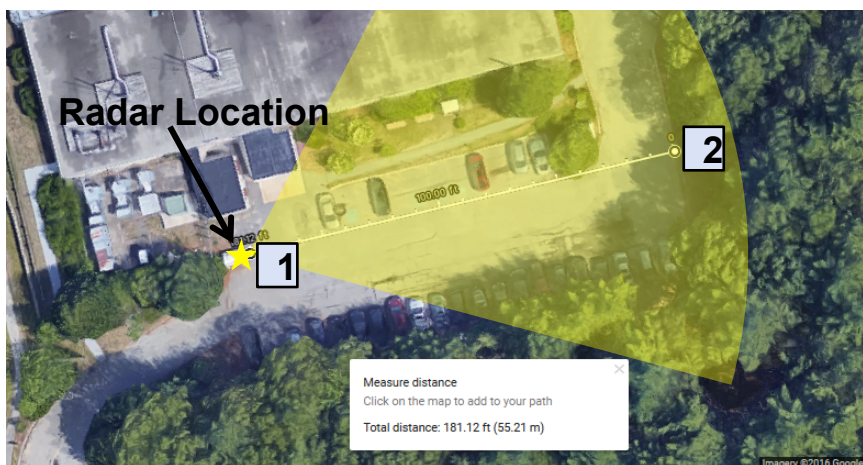 Radar Location
2
100.00 ft
1
Measure distance
Click on the map to add to your path
Total distance: 181.12 ft (55.21 m)
Imagery ©2016 Google